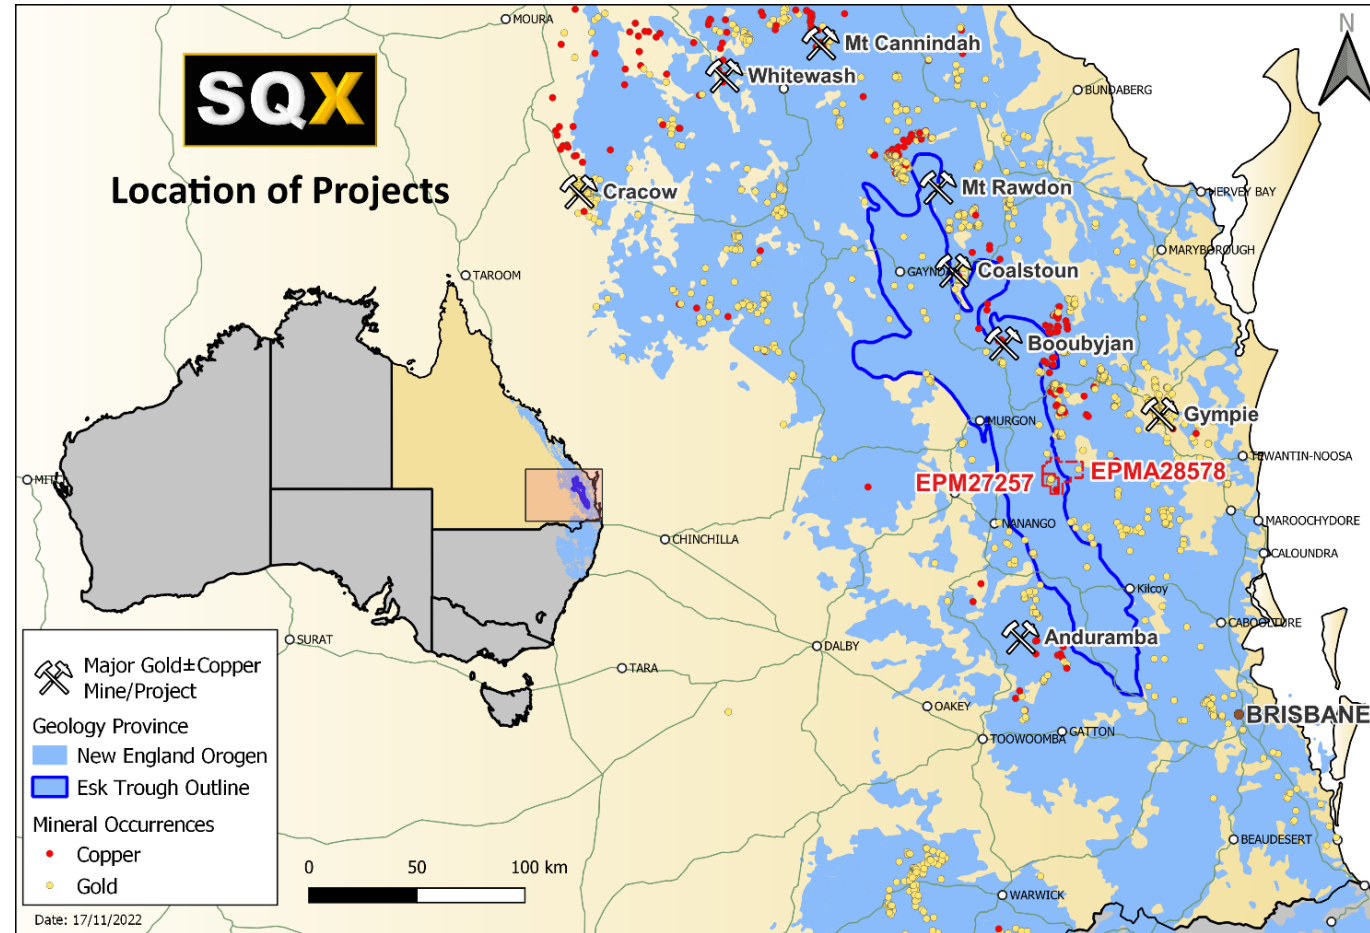 MOURA
Mt Cannindah
N
SQX
Whitewash
BUNDABERG
Location of Projects
Cracow
Mt Rawdon
HERVEY BAY
MARYBOROUGH
TAROOM
Coalstoun
Booubyjan
Gympie
MURGON
TEWANTIN-NOOSA
EPM27257
EPMA28578
NANANGO
MAROOCHYDORE
CHINCHILLA
CALOUNDRA
Kilcoy
CABOOLTURE
SURAT
Anduramba
DALBY
TARA
OAKEY
BRISBANE
TOOWOOMBA
GATTON
BEAUDESERT
WARWICK
Major Gold±Copper
Mine/Project
Geology Province
New England Orogen
Esk Trough Outline
Mineral Occurrences
Copper
Gold
0 50 100 km
Date: 17/11/2022